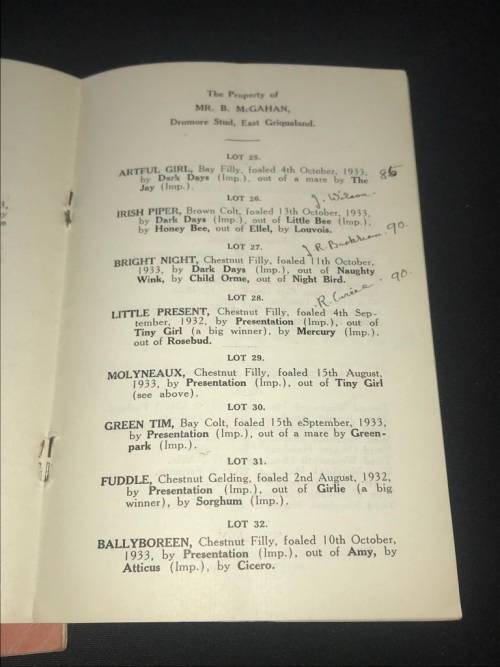 The Property of
MR. B. McGAHAN,
Dromore Stud, East Griqualand.
LOT 25.
ARTFUL GIRL, Bay Filly, foaled 4th October, 1933, 86
by Dark Days (Imp.), out of a mare by The
Jay (Imp.).
J. Wilson
LOT 26.
IRISH PIPER, Brown Colt, foaled 13th October, 1933,
by Dark Days (Imp.), out of Little Bee (Imp.),
by Honey Bee, out of Ellel, by Louvois.
J. R. 90.
LOT 27.
BRIGHT NIGHT, Chestnut Filly, foaled 11th October,
1933, by Dark Days (Imp.), out of Naughty
Wink, by Child Orme, out of Night Bird.
R. 90.
LOT 28.
LITTLE PRESENT, Chestnut Filly, foaled 4th Sep-
tember, 1932, by Presentation (Imp.), out of
Tiny Girl (a big winner), by Mercury (Imp.),
out of Rosebud.
LOT 29.
MOLYNEAUX, Chestnut Filly, foaled 15th August,
1933, by Presentation (Imp.), out of Tiny Girl
(see above).
LOT 30.
GREEN TIM, Bay Colt, foaled 15th eSptember, 1933,
by Presentation (Imp.), out of a mare by Green-
park (Imp.).
LOT 31.
FUDDLE, Chestnut Gelding, foaled 2nd August, 1932,
by Presentation (Imp.), out of Girlie (a big
winner), by Sorghum (Imp.).
LOT 32.
BALLYBOREEN, Chestnut Filly, foaled 10th October,
1933, by Presentation (Imp.), out of Amy, by
Atticus (Imp.), by Cicero.